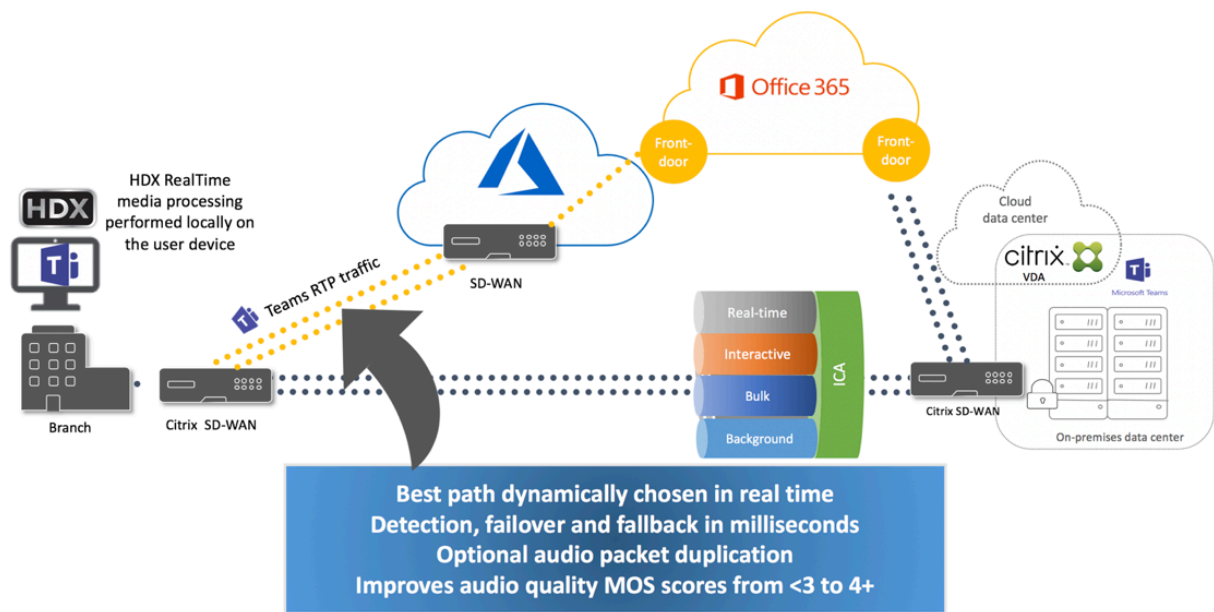 Office 365
Front-
door
Front-
door
HDX RealTime
media processing
performed locally on
the user device
HDX
T
Cloud
data center
citrix
VDA
T
Microsoft Teams
SD-WAN
Teams RTP traffic
T
Real-time
Interactive
Bulk
Background
ICA
Branch
Citrix SD-WAN
Citrix SD-WAN
On-premises data center
Best path dynamically chosen in real time
Detection, failover and fallback in milliseconds
Optional audio packet duplication
Improves audio quality MOS scores from <3 to 4+